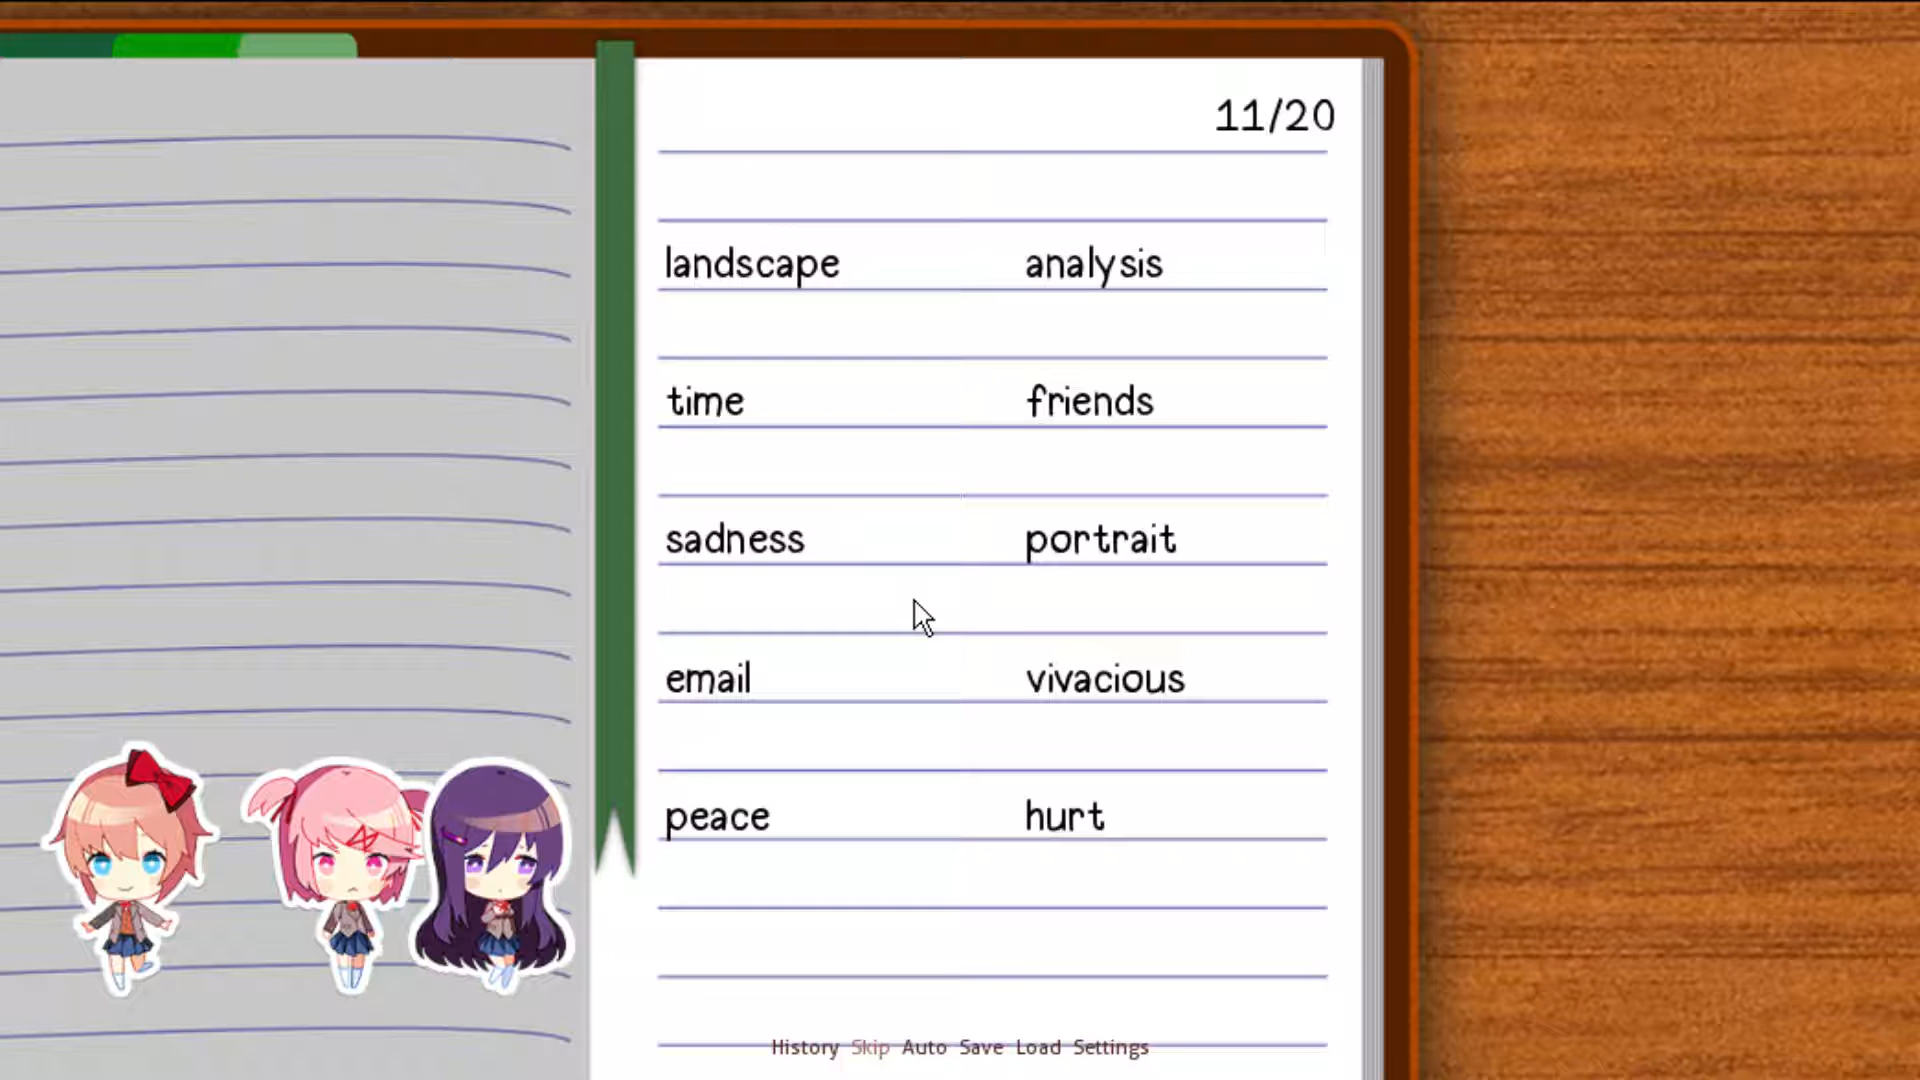 11/20
landscape analysis
time friends
sadness portrait
email vivacious
peace hurt
History Skip Auto Save Load Settings